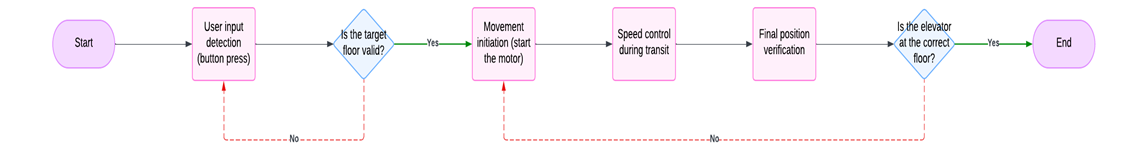 Start
User input
detection
(button press)
Is the target
floor valid?
Yes
Movement
initiation (start
the motor)
Speed control
during transit
Final position
verification
Is the elevator
at the correct
floor?
Yes
End
No
No